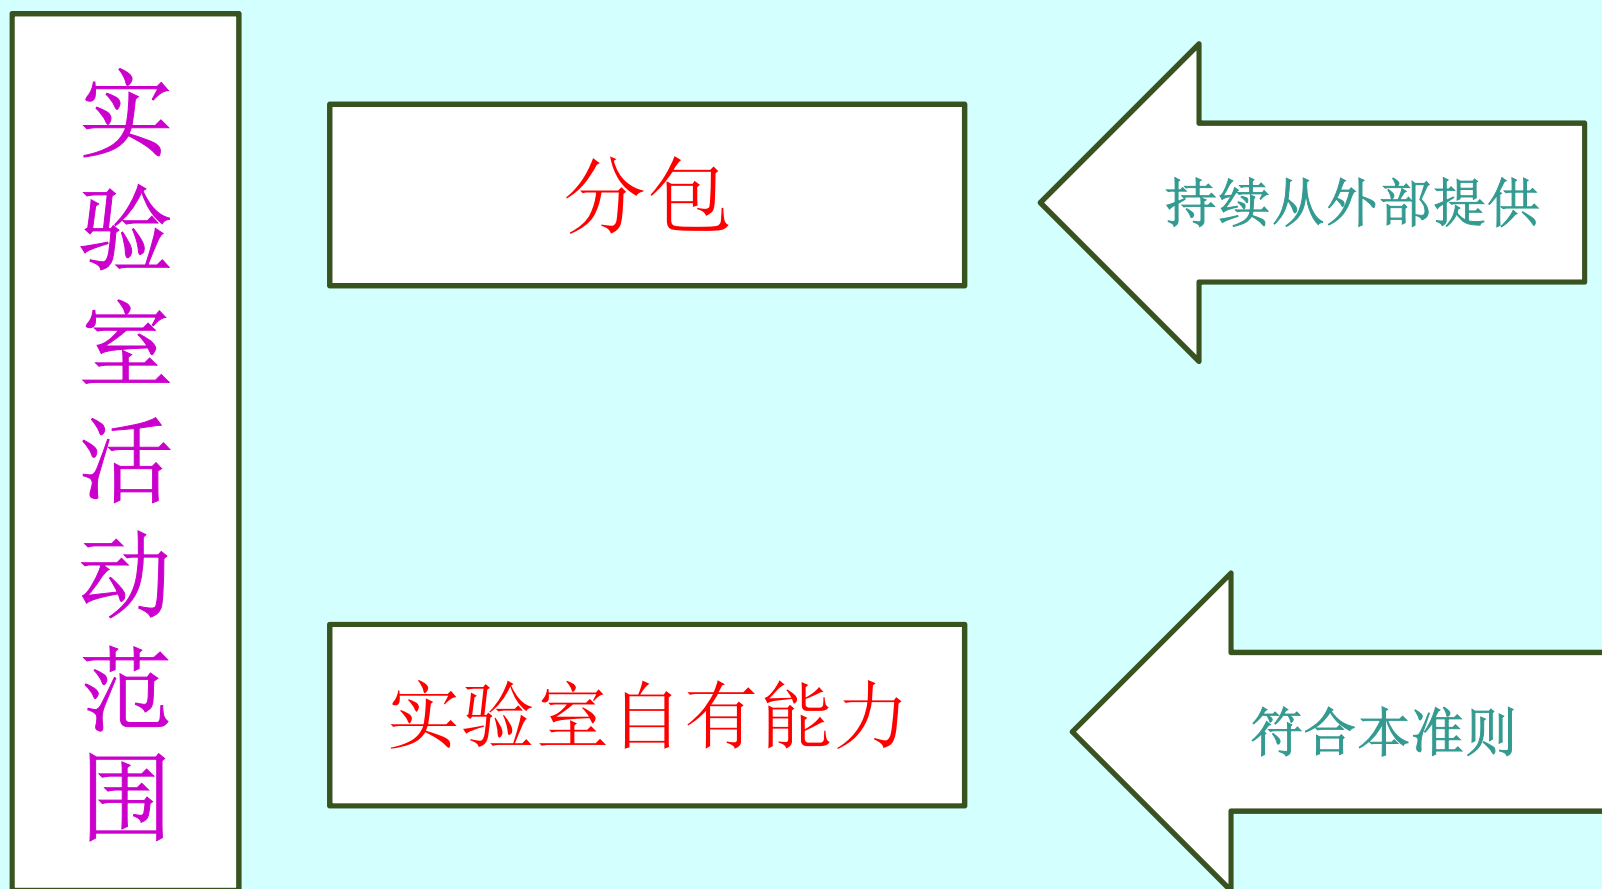 实验室活动范围
分包
持续从外部提供
实验室自有能力
符合本准则